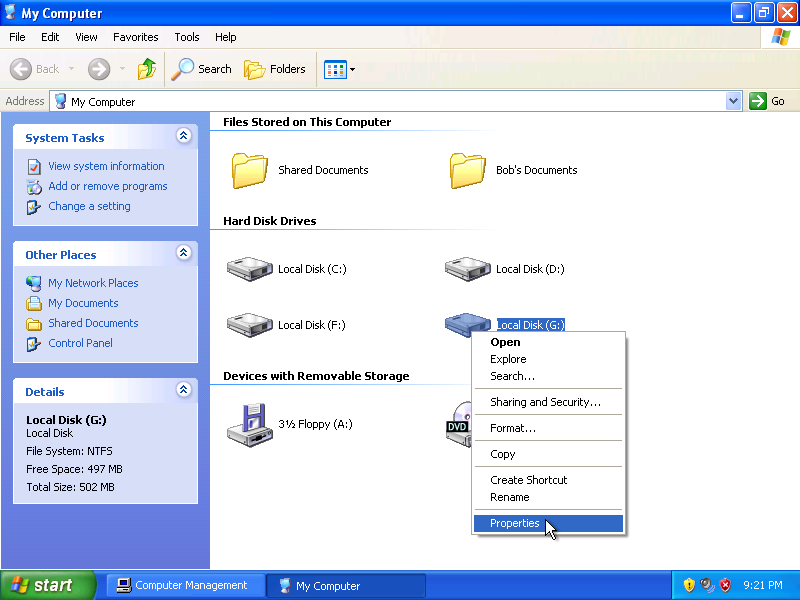 My Computer
File Edit View Favorites Tools Help
Back Search Folders
Address My Computer Go
System Tasks
View system information
Add or remove programs
Change a setting
Other Places
My Network Places
My Documents
Shared Documents
Control Panel
Details
Local Disk (G:)
Local Disk
File System: NTFS
Free Space: 497 MB
Total Size: 502 MB
Files Stored on This Computer
Shared Documents Bob's Documents
Hard Disk Drives
Local Disk (C:) Local Disk (D:)
Local Disk (F:) Local Disk (G:)
Devices with Removable Storage
3½ Floppy (A:) DVD
Open
Explore
Search...
Sharing and Security...
Format...
Copy
Create Shortcut
Rename
Properties
start Computer Management My Computer 9:21 PM